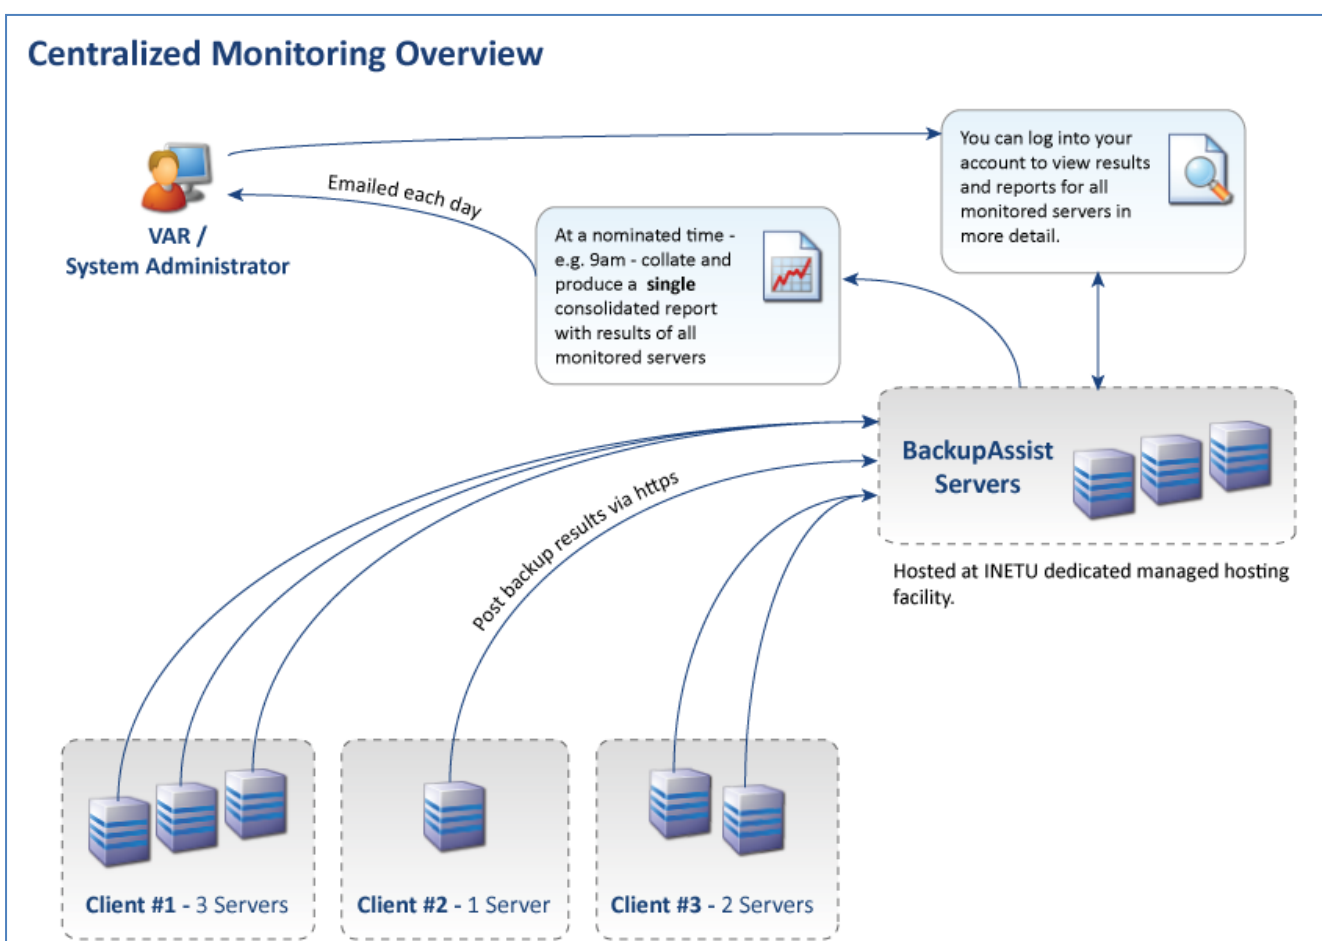 Centralized Monitoring Overview
VAR /
System Administrator
Emailed each day
At a nominated time -
e.g. 9am - collate and
produce a single
consolidated report
with results of all
monitored servers
You can log into your
account to view results
and reports for all
monitored servers in
more detail.
BackupAssist
Servers
Hosted at INETU dedicated managed hosting
facility.
Post backup results via https
Client #1 - 3 Servers
Client #2 - 1 Server
Client #3 - 2 Servers